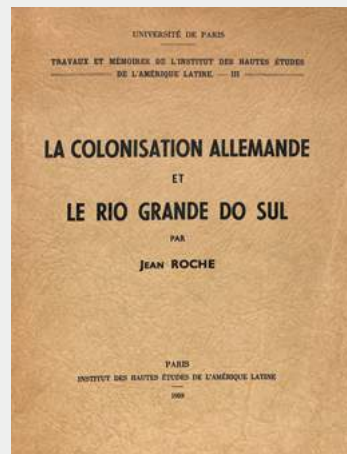 UNIVERSITÉ DE PARIS
TRAVAUX ET MÉMOIRES DE L'INSTITUT DES HAUTES ÉTUDES
DE L'AMÉRIQUE LATINE. — III
LA COLONISATION ALLEMANDE
ET
LE RIO GRANDE DO SUL
PAR
JEAN ROCHE
PARIS
INSTITUT DES HAUTES ÉTUDES DE L'AMÉRIQUE LATINE
1959